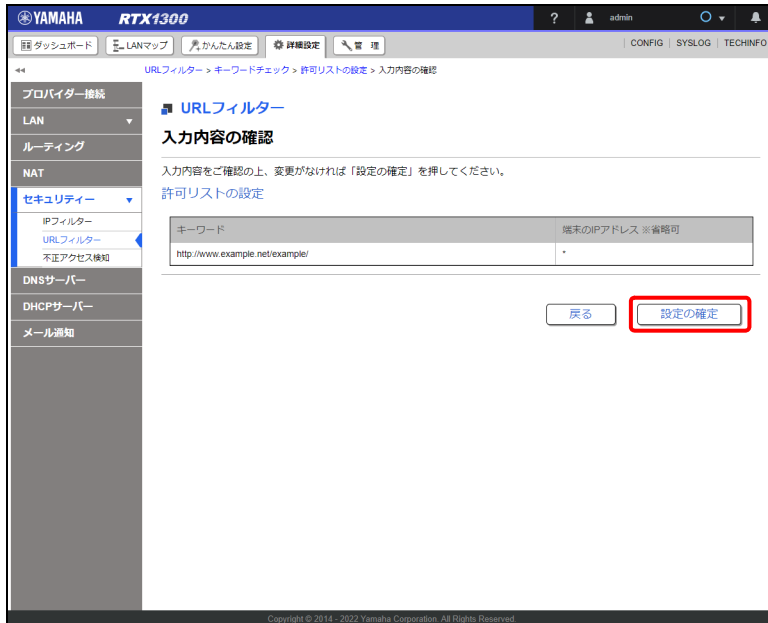 YAMAHA RTX1300 ? admin
ダッシュボード LANマップ かんたん設定 詳細設定 管 理 CONFIG SYSLOG TECHINFO
URLフィルター > キーワードチェック > 許可リストの設定 > 入力内容の確認
プロバイダー接続
LAN
ルーティング
NAT
セキュリティー
IPフィルター
URLフィルター
不正アクセス検知
DNSサーバー
DHCPサーバー
メール通知
URLフィルター
入力内容の確認
入力内容をご確認の上、変更がなければ「設定の確定」を押してください。
許可リストの設定
キーワード 端末のIPアドレス ※省略可
http://www.example.net/example/ *
戻る 設定の確定
Copyright © 2014 - 2022 Yamaha Corporation. All Rights Reserved.